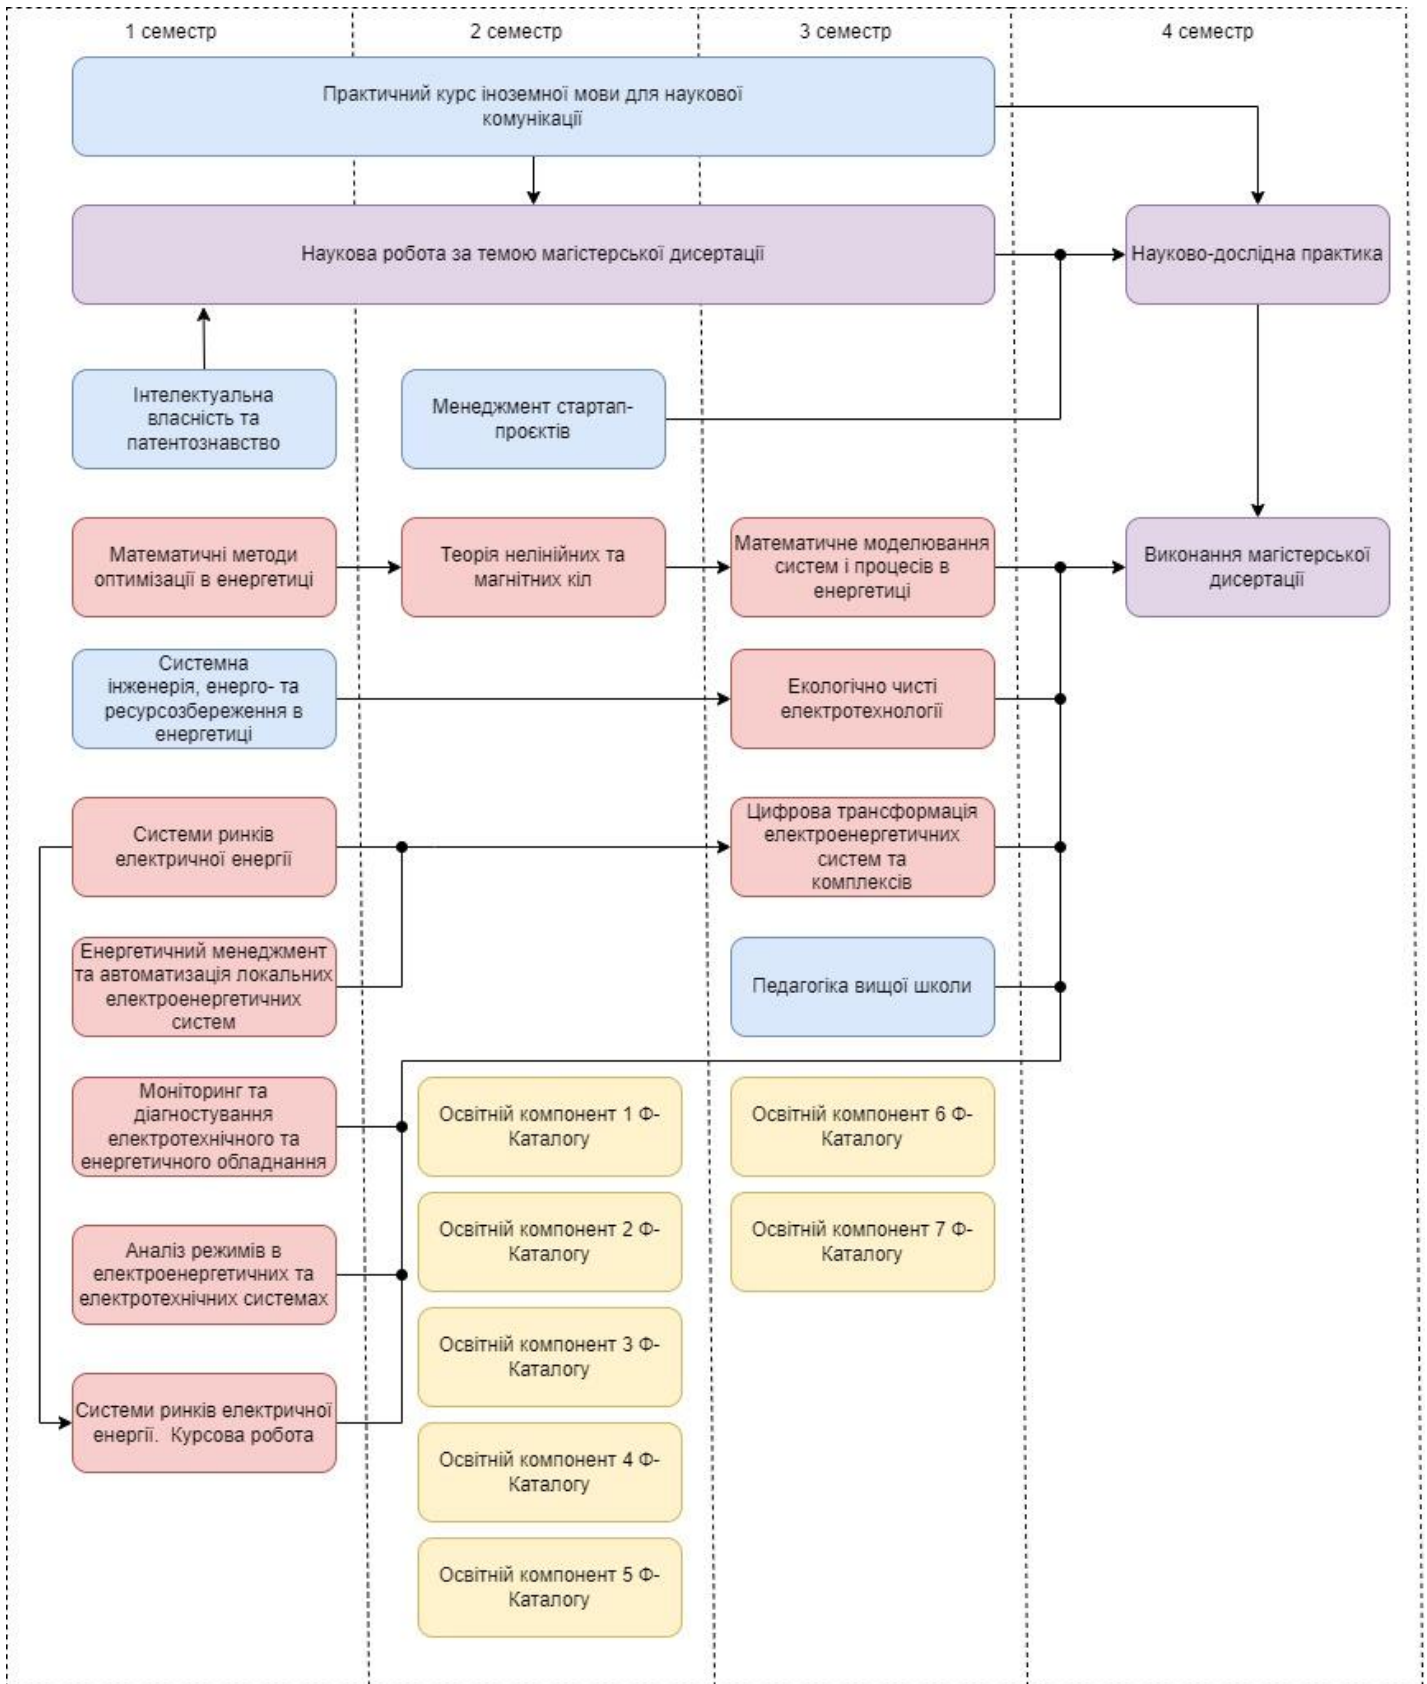 1 семестр
2 семестр
3 семестр
4 семестр
Практичний курс іноземної мови для наукової
комунікації
Наукова робота за темою магістерської дисертації
Науково-дослідна практика
Інтелектуальна
власність та
патентознавство
Менеджмент стартап-
проєктів
Математичні методи
оптимізації в енергетиці
Теорія нелінійних та
магнітних кіл
Математичне моделювання
систем і процесів в
енергетиці
Виконання магістерської
дисертації
Системна
інженерія, енерго- та
ресурсозбереження в
енергетиці
Екологічно чисті
електротехнології
Системи ринків
електричної енергії
Цифрова трансформація
електроенергетичних
систем та
комплексів
Енергетичний менеджмент
та автоматизація локальних
електроенергетичних
систем
Педагогіка вищої школи
Моніторинг та
діагностування
електротехнічного та
енергетичного обладнання
Освітній компонент 1 Ф-
Каталогу
Освітній компонент 6 Ф-
Каталогу
Освітній компонент 2 Ф-
Каталогу
Освітній компонент 7 Ф-
Каталогу
Аналіз режимів в
електроенергетичних та
електротехнічних системах
Освітній компонент 3 Ф-
Каталогу
Системи ринків електричної
енергії.  Курсова робота
Освітній компонент 4 Ф-
Каталогу
Освітній компонент 5 Ф-
Каталогу